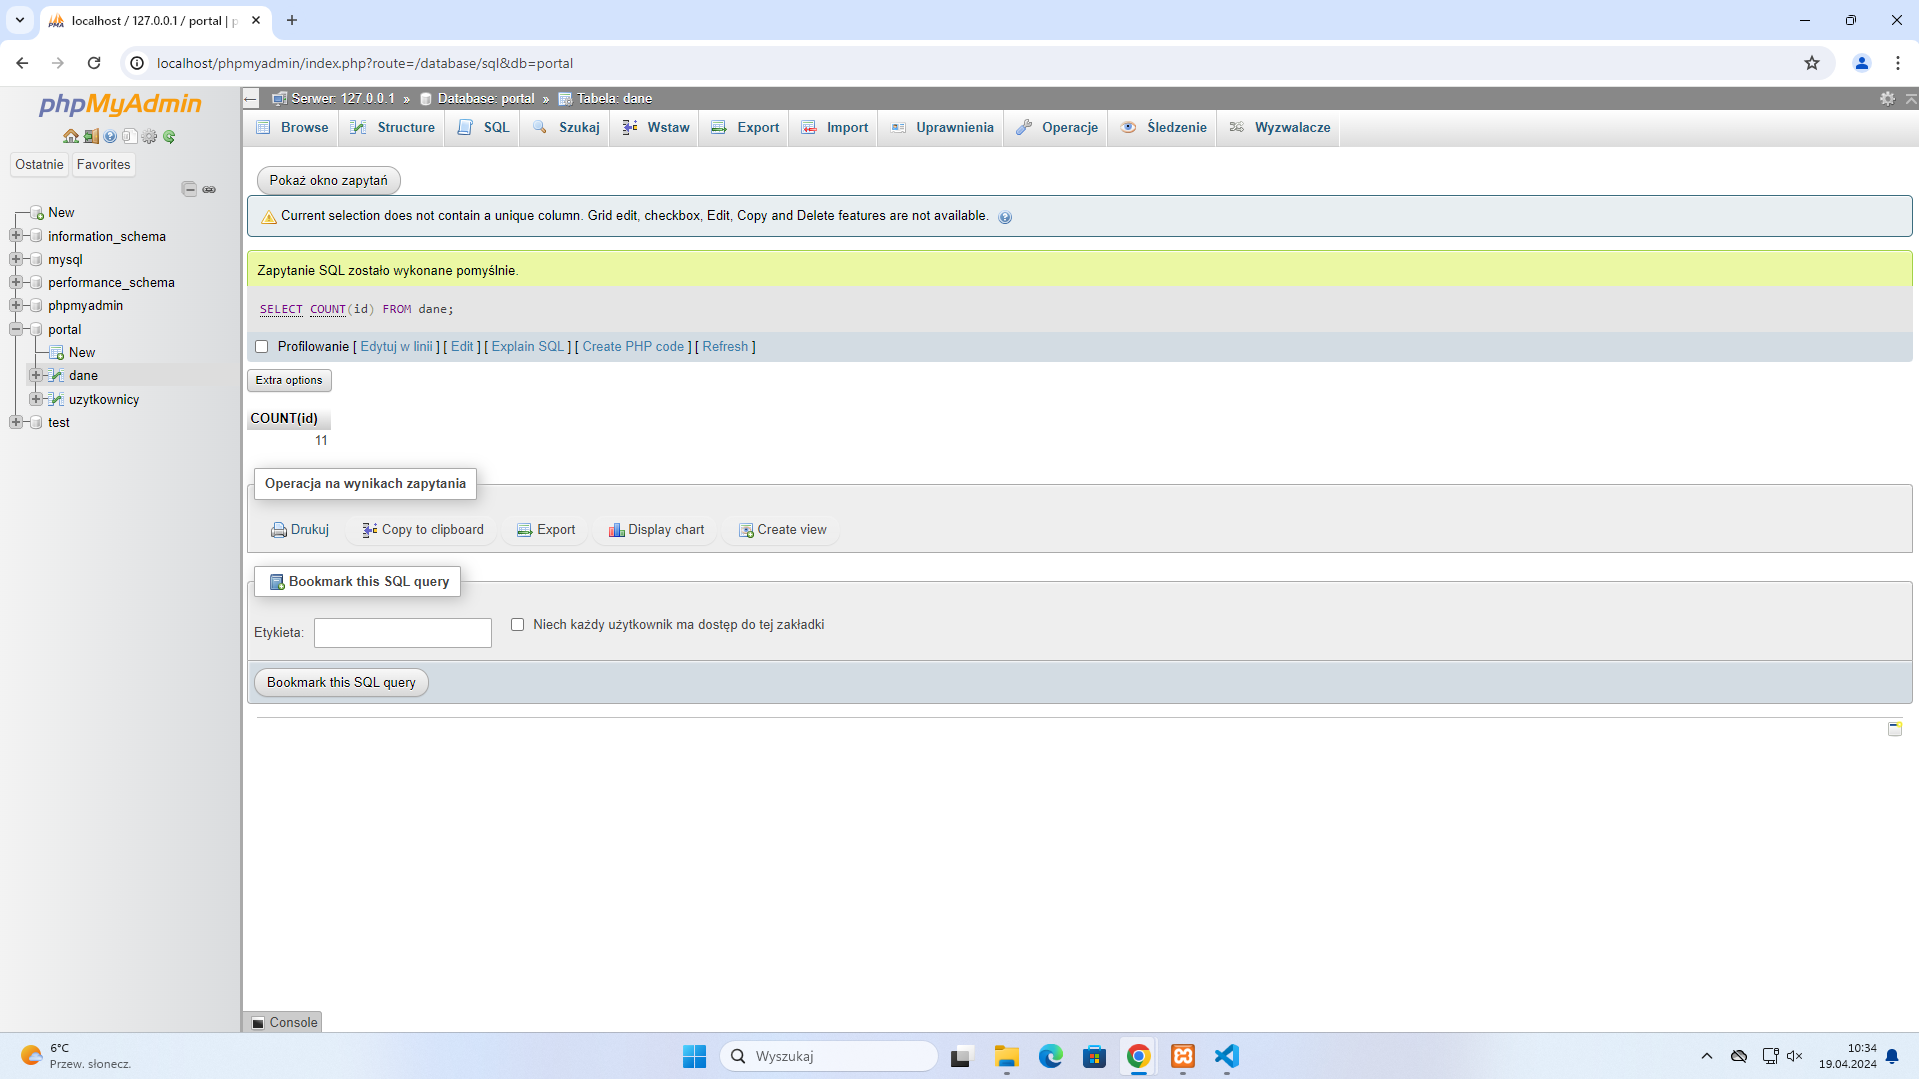 localhost / 127.0.0.1 / portal | p
localhost/phpmyadmin/index.php?route=/database/sql&db=portal
phpMyAdmin
Ostatnie
Favorites
New
information_schema
mysql
performance_schema
phpmyadmin
portal
New
dane
uzytkownicy
test
Serwer: 127.0.0.1 » Database: portal » Tabela: dane
Browse
Structure
SQL
Szukaj
Wstaw
Export
Import
Uprawnienia
Operacje
Śledzenie
Wyzwalacze
Pokaż okno zapytań
Current selection does not contain a unique column. Grid edit, checkbox, Edit, Copy and Delete features are not available.
Zapytanie SQL zostało wykonane pomyślnie.
SELECT COUNT(id) FROM dane;
Profilowanie [ Edytuj w linii ] [ Edit ] [ Explain SQL ] [ Create PHP code ] [ Refresh ]
Extra options
COUNT(id)
11
Operacja na wynikach zapytania
Drukuj
Copy to clipboard
Export
Display chart
Create view
Bookmark this SQL query
Etykieta:
Niech każdy użytkownik ma dostęp do tej zakładki
Bookmark this SQL query
Console
6°C
Przew. słonecz.
Wyszukaj
10:34
19.04.2024